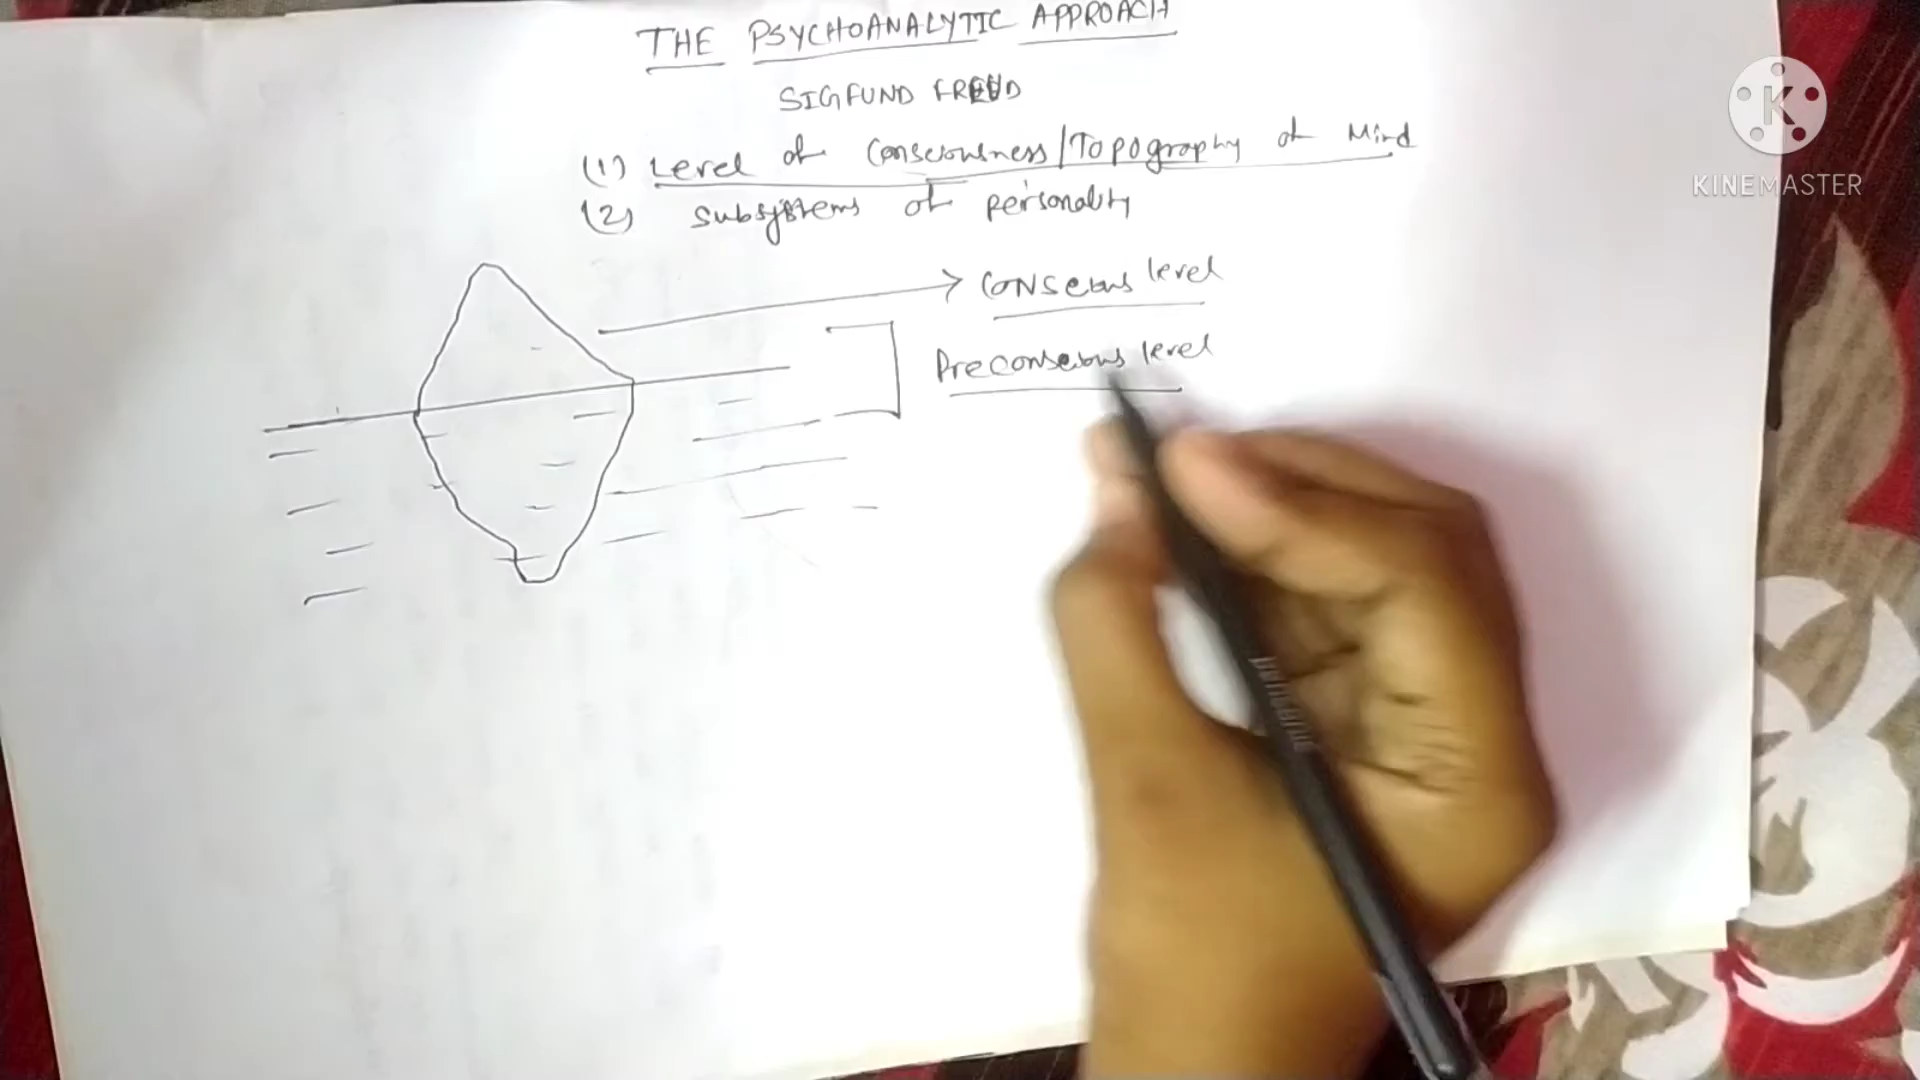 THE PSYCHOANALYTIC APPROACH
SIGFUND FREUD
(1) Level of Consciousness/Topography of Mind
(2) subsystems of personality
Conscious level
Preconscious level
K
KINEMASTER